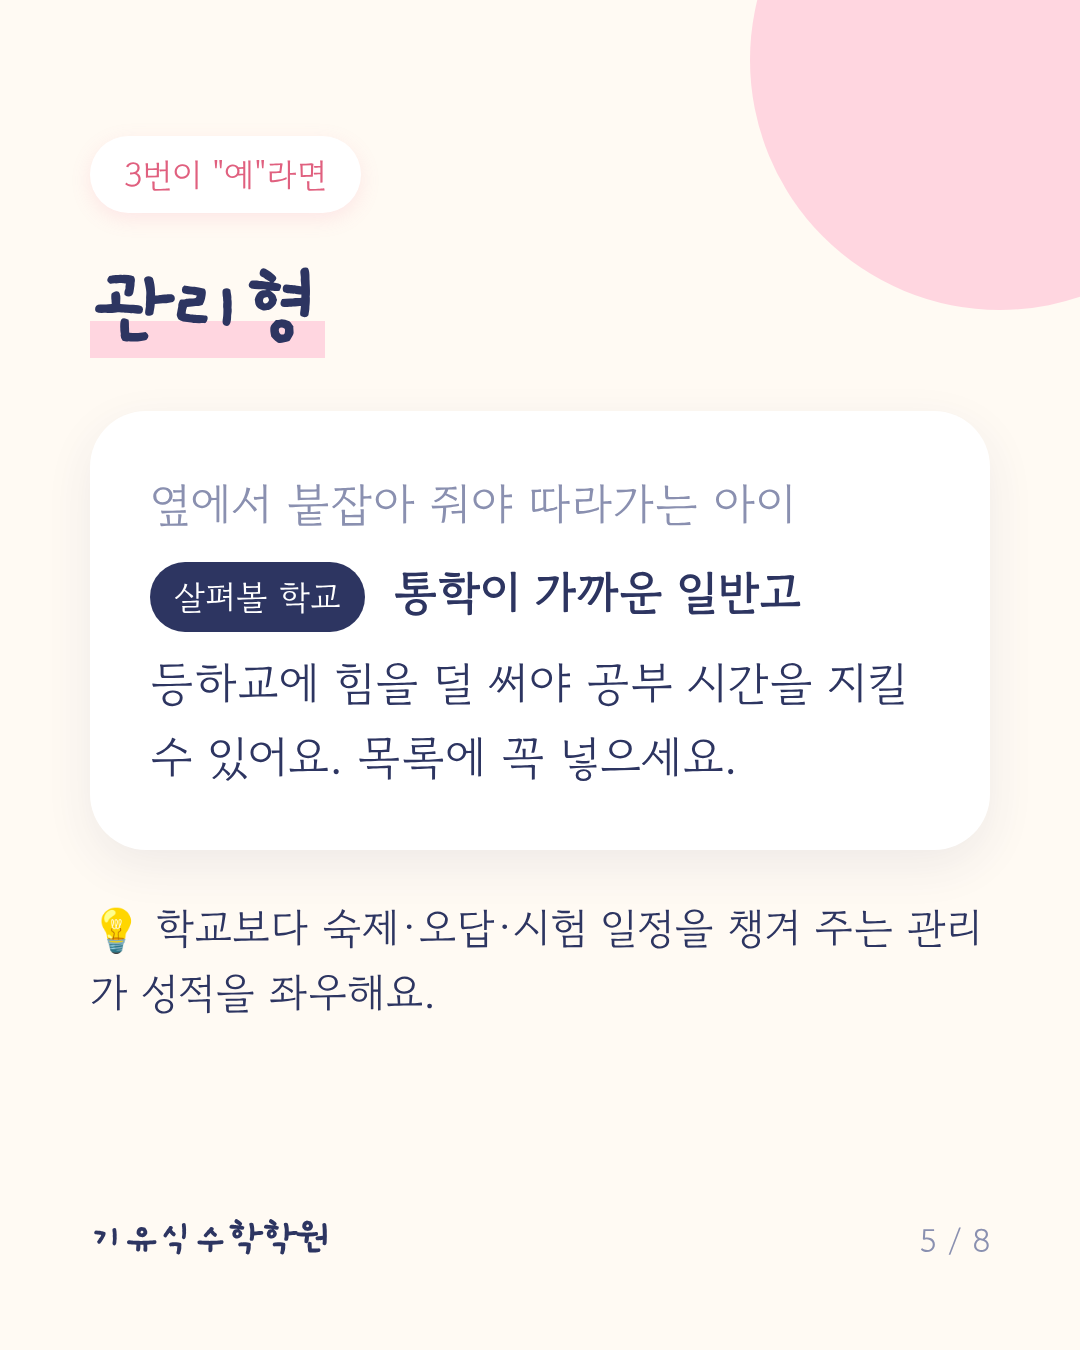 3번이 "예"라면
관리형
옆에서 붙잡아 줘야 따라가는 아이
살펴볼 학교 통학이 가까운 일반고
등하교에 힘을 덜 써야 공부 시간을 지킬
수 있어요. 목록에 꼭 넣으세요.
💡 학교보다 숙제·오답·시험 일정을 챙겨 주는 관리
가 성적을 좌우해요.
기유식수학학원
5 / 8